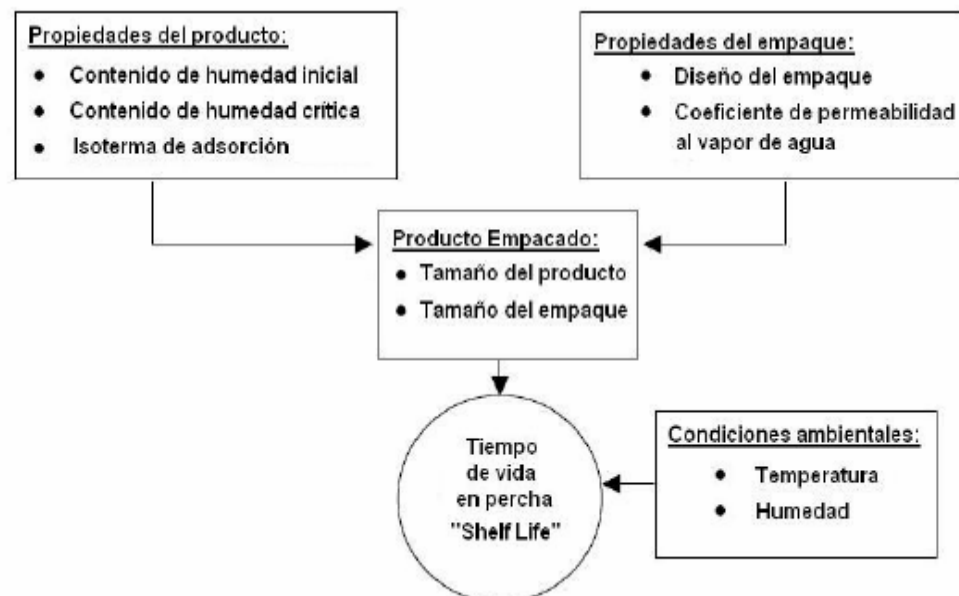 Propiedades del producto:
● Contenido de humedad inicial
● Contenido de humedad crítica
● Isoterma de adsorción
Propiedades del empaque:
● Diseño del empaque
● Coeficiente de permeabilidad
al vapor de agua
Producto Empacado:
● Tamaño del producto
● Tamaño del empaque
Tiempo
de vida
en percha
"Shelf Life"
Condiciones ambientales:
● Temperatura
● Humedad